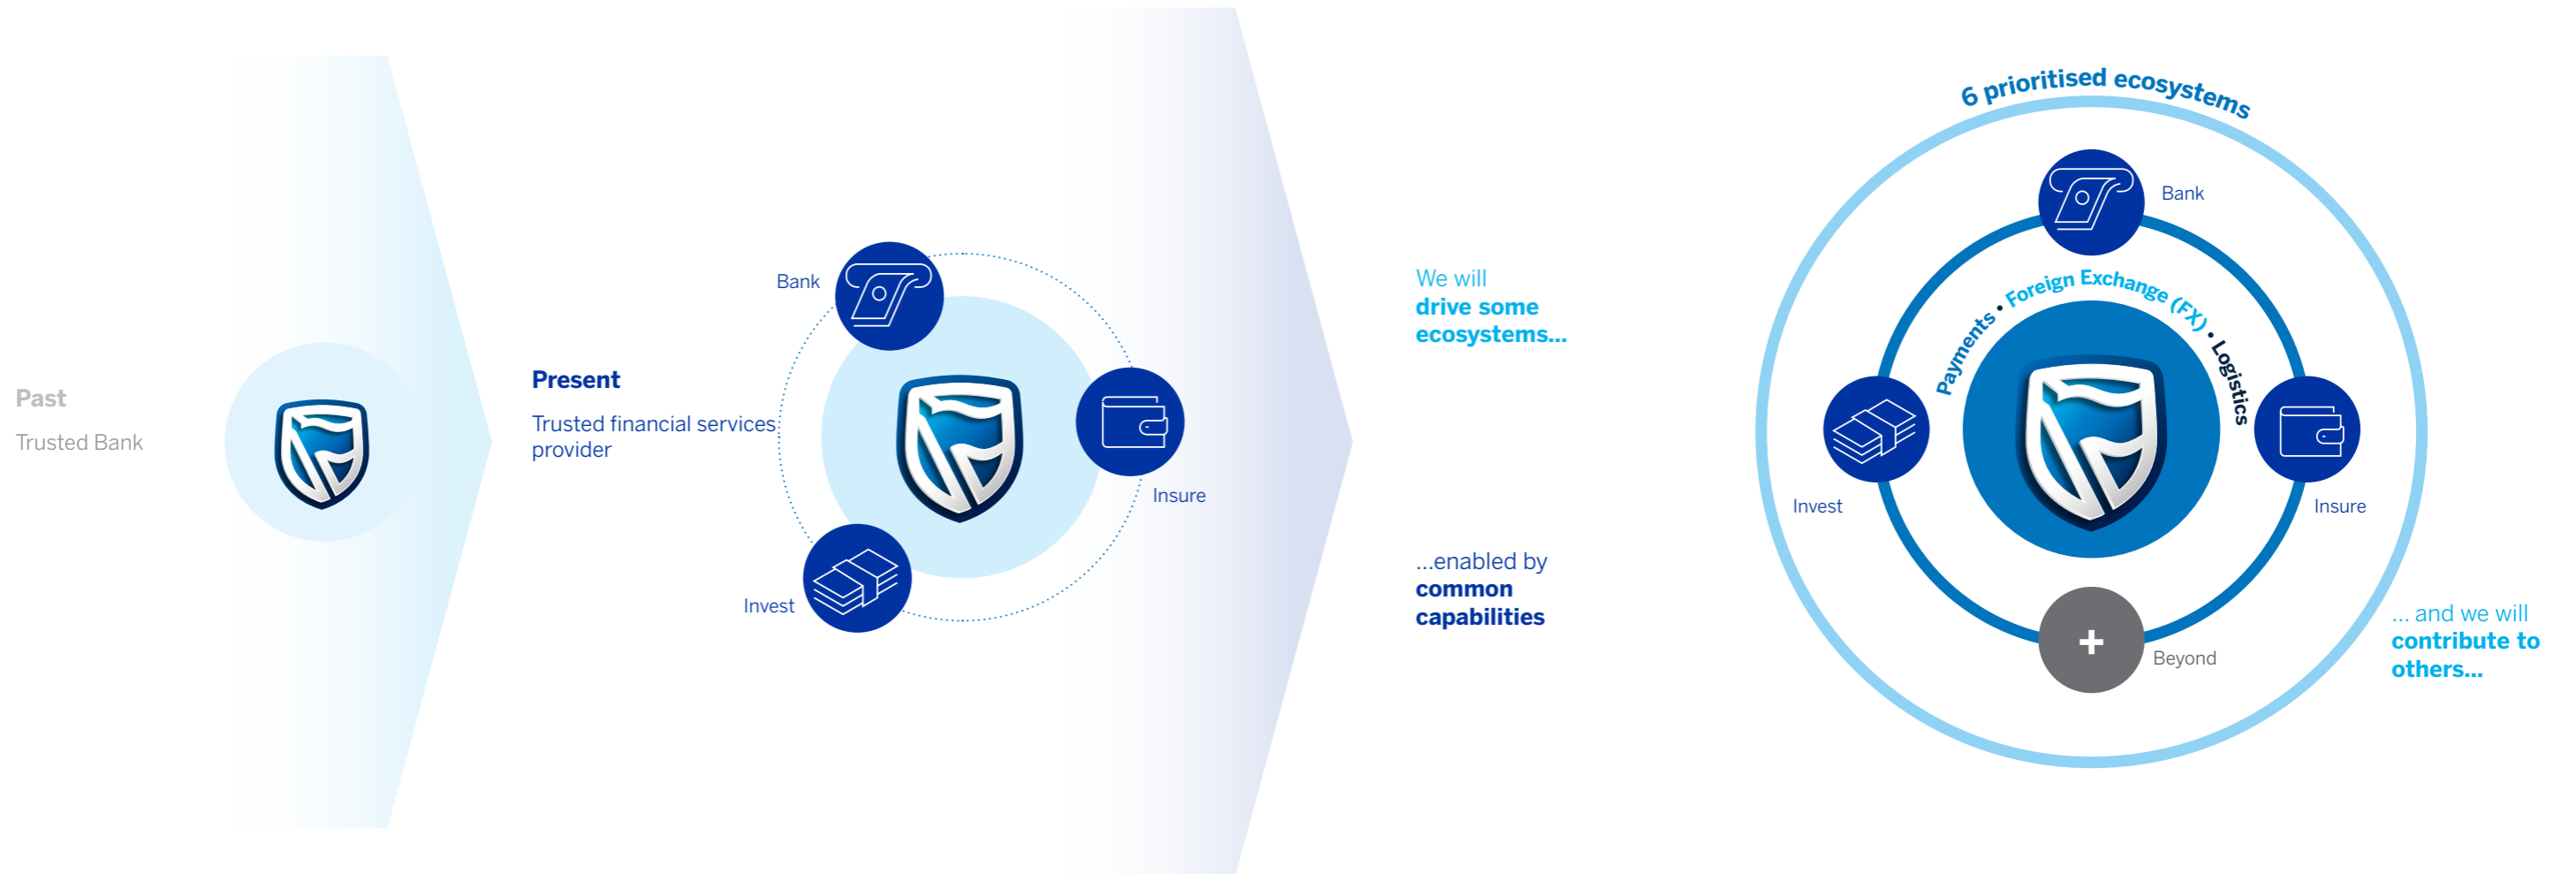 Past
Trusted Bank
Present
Trusted financial services
provider
Bank
Insure
Invest
We will
drive some
ecosystems...
...enabled by
common
capabilities
6 prioritised ecosystems
Bank
Payments • Foreign Exchange (FX) • Logistics
Invest
Insure
+
Beyond
... and we will
contribute to
others...